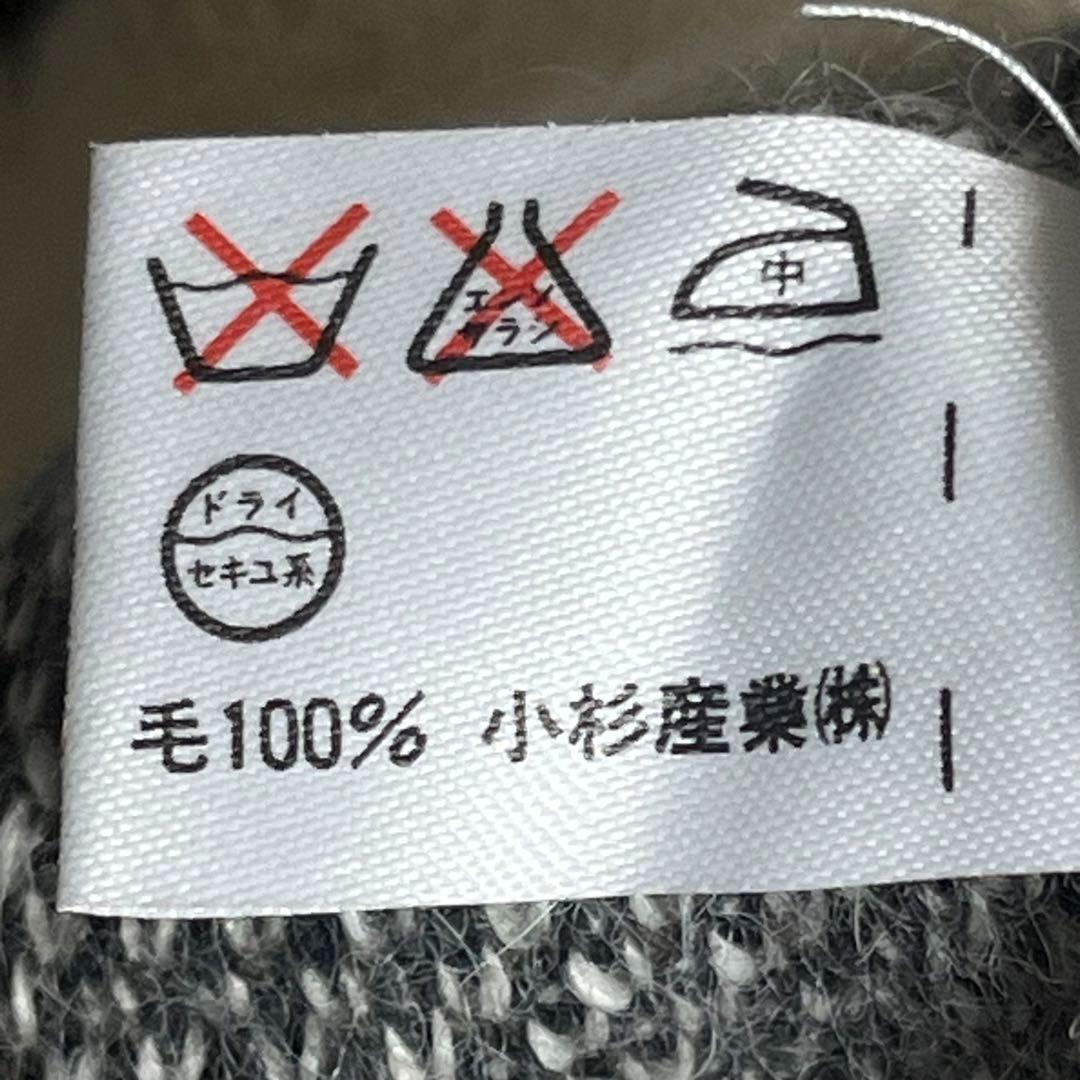 エンソ
サラシ
中
ドライ
セキユ系
毛100% 小杉産業㈱